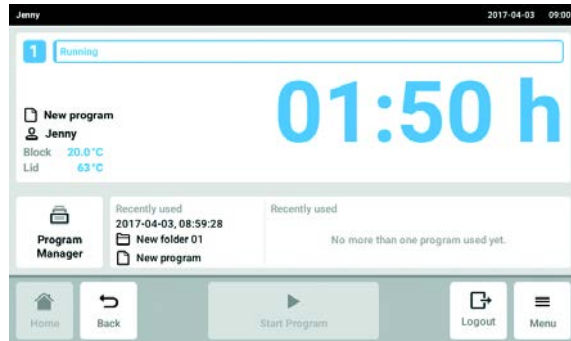 Jenny 2017-04-03 09:00
1 Running
01:50 h
New program
Jenny
Block 20.0°C
Lid 63°C
Program Manager
Recently used
2017-04-03, 08:59:28
New folder 01
New program
Recently used
No more than one program used yet.
Home
Back
Start Program
Logout
Menu